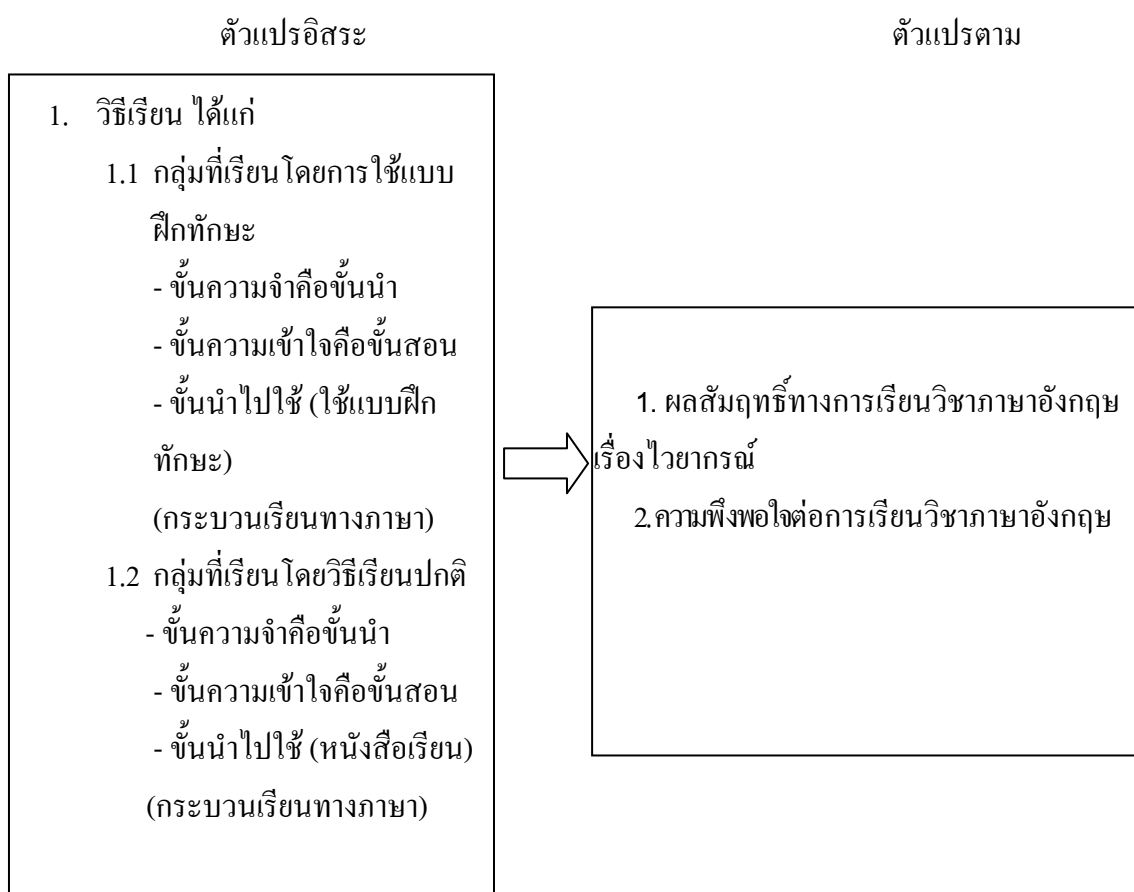 ตัวแปรอิสระ
ตัวแปรตาม
1. วิธีเรียน ได้แก่
1.1 กลุ่มที่เรียนโดยการใช้แบบ
ฝึกทักษะ
- ขั้นความจำคือขั้นนำ
- ขั้นความเข้าใจคือขั้นสอน
- ขั้นนำไปใช้ (ใช้แบบฝึก
ทักษะ)
(กระบวนเรียนทางภาษา)
1.2 กลุ่มที่เรียนโดยวิธีเรียนปกติ
- ขั้นความจำคือขั้นนำ
- ขั้นความเข้าใจคือขั้นสอน
- ขั้นนำไปใช้ (หนังสือเรียน)
(กระบวนเรียนทางภาษา)
1. ผลสัมฤทธิ์ทางการเรียนวิชาภาษาอังกฤษ
เรื่องไวยากรณ์
2.ความพึงพอใจต่อการเรียนวิชาภาษาอังกฤษ